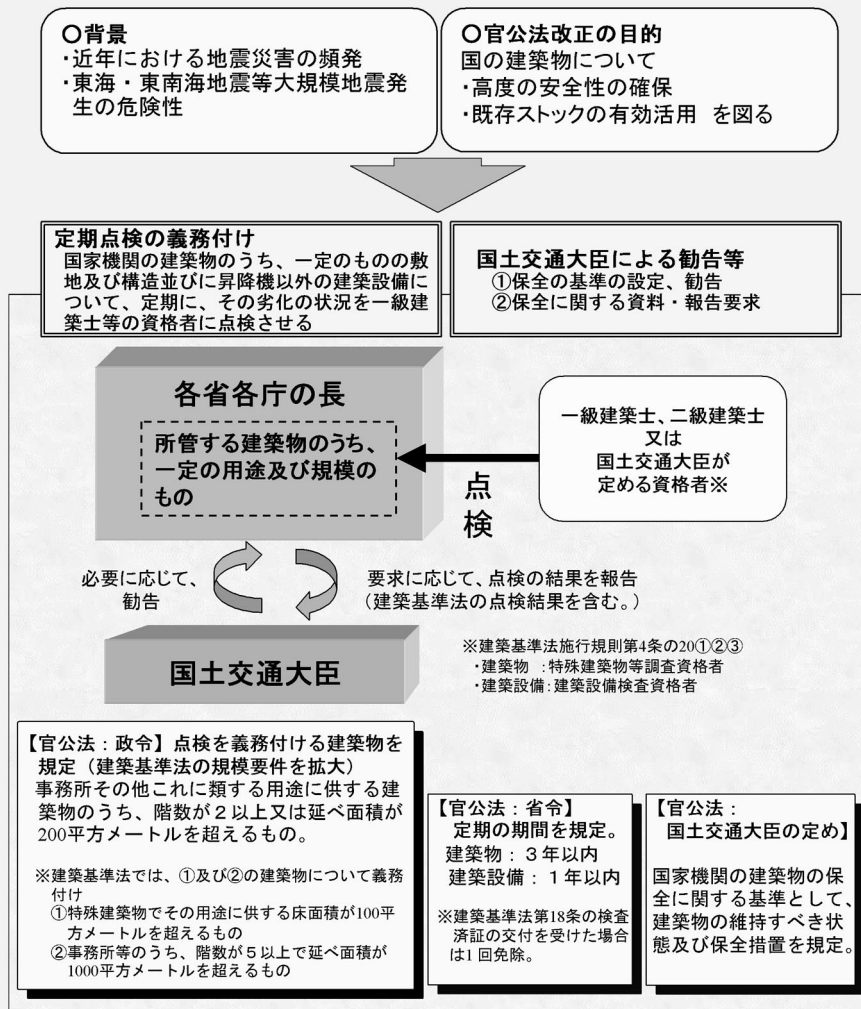 〇背景
・近年における地震災害の頻発
・東海・東南海地震等大規模地震発
生の危険性
〇官公法改正の目的
国の建築物について
・高度の安全性の確保
・既存ストックの有効活用 を図る
定期点検の義務付け
国家機関の建築物のうち、一定のものの敷
地及び構造並びに昇降機以外の建築設備に
ついて、定期に、その劣化の状況を一級建
築士等の資格者に点検させる
国土交通大臣による勧告等
①保全の基準の設定、勧告
②保全に関する資料・報告要求
各省各庁の長
所管する建築物のうち、
一定の用途及び規模の
もの
点
検
一級建築士、二級建築士
又は
国土交通大臣が
定める資格者※
必要に応じて、
勧告
要求に応じて、点検の結果を報告
(建築基準法の点検結果を含む。)
国土交通大臣
※建築基準法施行規則第4条の20①②③
・建築物 :特殊建築物等調査資格者
・建築設備:建築設備検査資格者
【官公法:政令】点検を義務付ける建築物を
規定(建築基準法の規模要件を拡大)
事務所その他これに類する用途に供する建
築物のうち、階数が2以上又は延べ面積が
200平方メートルを超えるもの。
※建築基準法では、①及び②の建築物について義務
付け
①特殊建築物でその用途に供する床面積が100平
方メートルを超えるもの
②事務所等のうち、階数が5以上で延べ面積が
1000平方メートルを超えるもの
【官公法:省令】
定期の期間を規定。
建築物:3年以内
建築設備:1年以内
※建築基準法第18条の検査
済証の交付を受けた場合
は1回免除。
【官公法:
国土交通大臣の定め】
国家機関の建築物の保
全に関する基準として、
建築物の維持すべき状
態及び保全措置を規定。